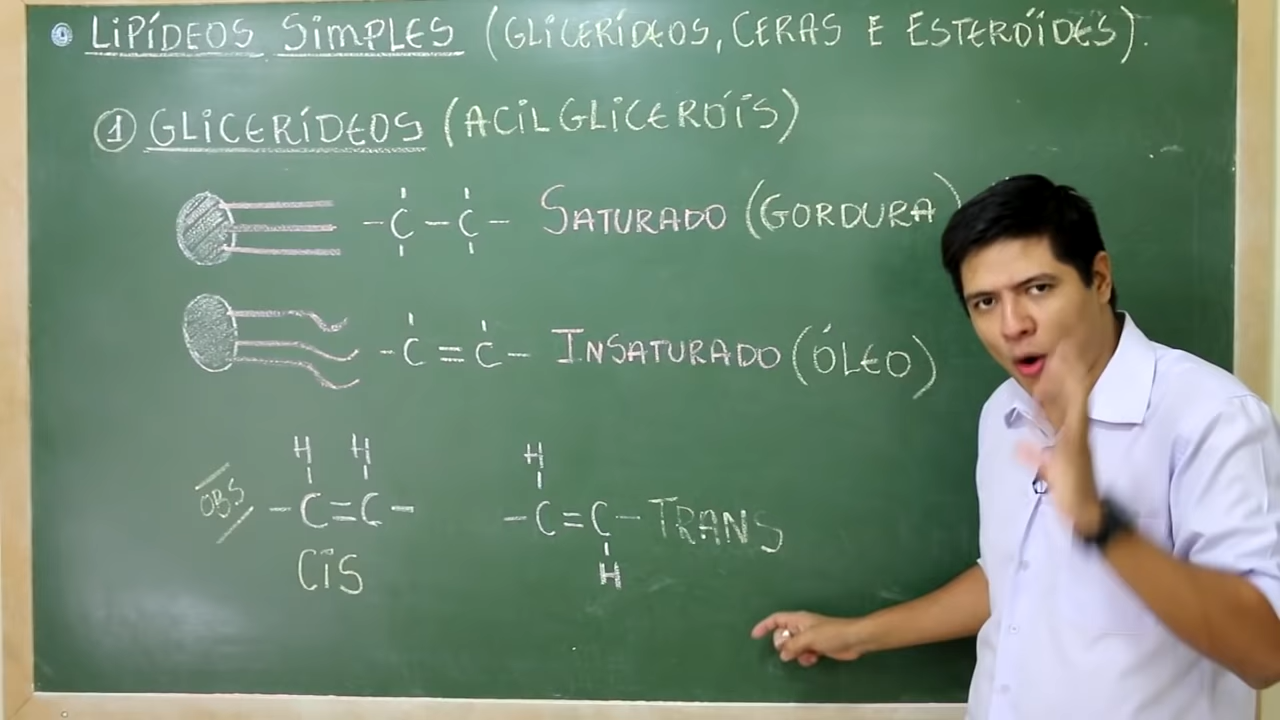 LIPÍDEOS SIMPLES (GLICERÍDEOS, CERAS E ESTERÓIDES).
1 GLICERÍDEOS (ACILGLICERÓIS)
-C-C- SATURADO (GORDURA)
-C=C- INSATURADO (ÓLEO)
H H H
OBS -C=C- -C=C- TRANS
CIS H